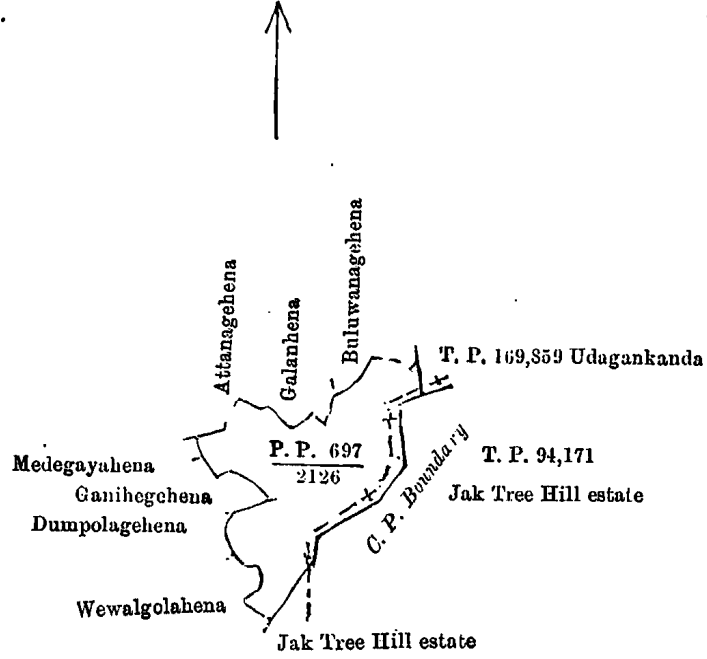 Attanagehena
Galanhena
Buluwanagehena
T. P. 169,859 Udugankanda
P. P. 697
2126
Medegayahena
Ganihegehena
Dumpolagehena
C. P. Boundary
T. P. 94,171
Jak Tree Hill estate
Wewalgolahena
Jak Tree Hill estate